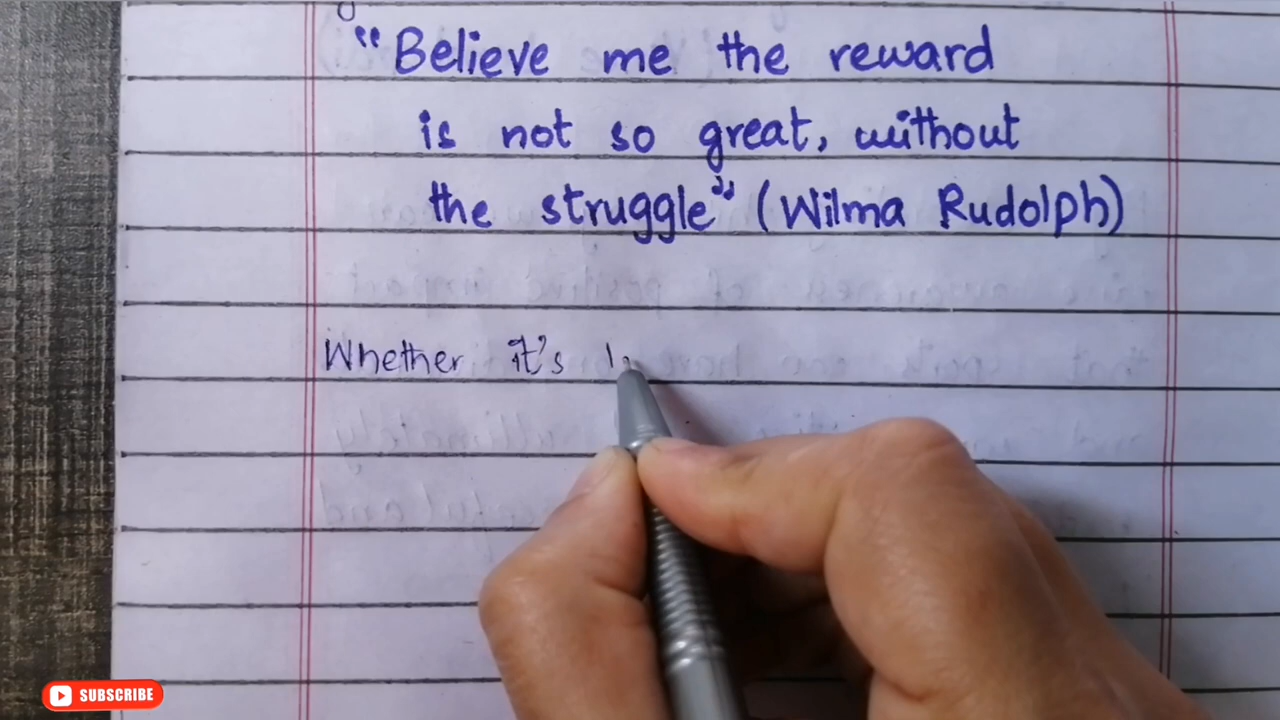 “Believe me the reward
is not so great, without
the struggle” (Wilma Rudolph)
Whether it's
SUBSCRIBE